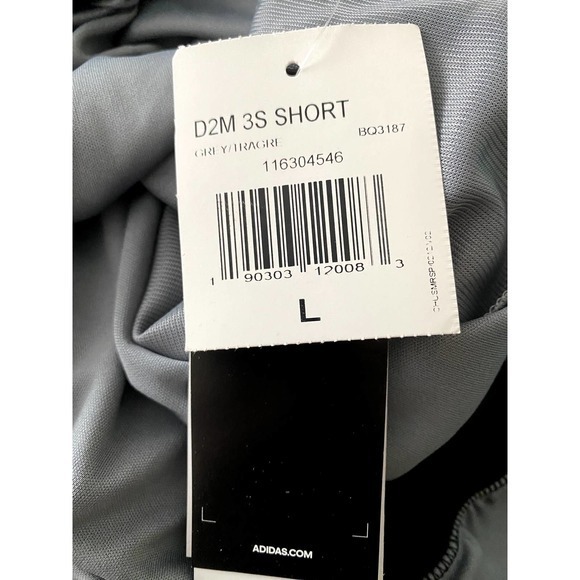 D2M 3S SHORT
GREY/TRAGRE BQ3187
116304546
1 90303 12008 3
L
ADIDAS.COM